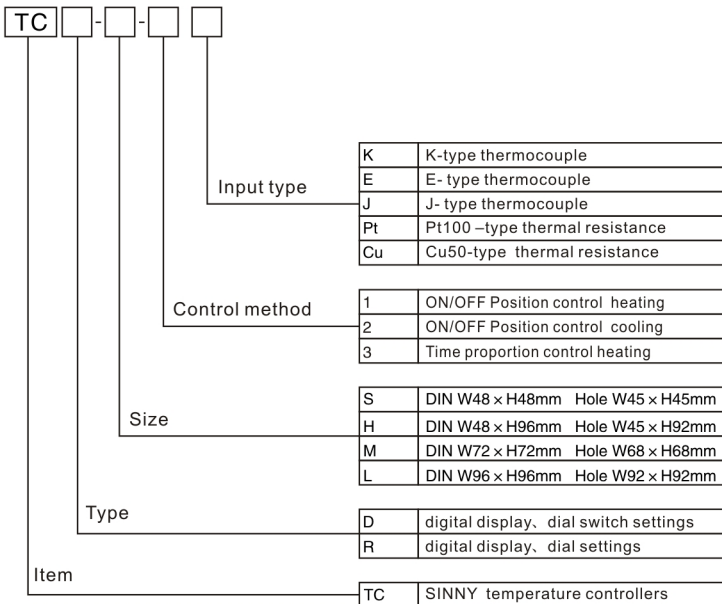 TC - -
K K-type thermocouple
Input type E E- type thermocouple
J J- type thermocouple
Pt Pt100 –type thermal resistance
Cu Cu50-type thermal resistance
Control method 1 ON/OFF Position control heating
2 ON/OFF Position control cooling
3 Time proportion control heating
S DIN W48 × H48mm Hole W45 × H45mm
Size H DIN W48 × H96mm Hole W45 × H92mm
M DIN W72 × H72mm Hole W68 × H68mm
L DIN W96 × H96mm Hole W92 × H92mm
Type D digital display、dial switch settings
R digital display、dial settings
Item
TC SINNY temperature controllers